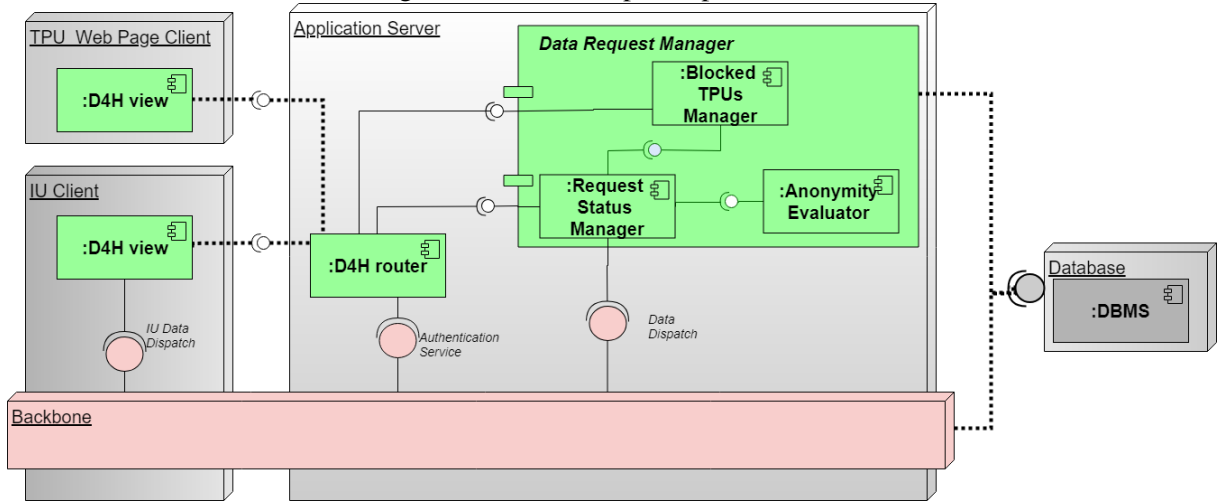 TPU Web Page Client
:D4H view
IU Client
:D4H view
IU Data
Dispatch
Application Server
Data Request Manager
:Blocked
TPUs
Manager
:Request
Status
Manager
:Anonymity
Evaluator
:D4H router
Authentication
Service
Data
Dispatch
Database
:DBMS
Backbone